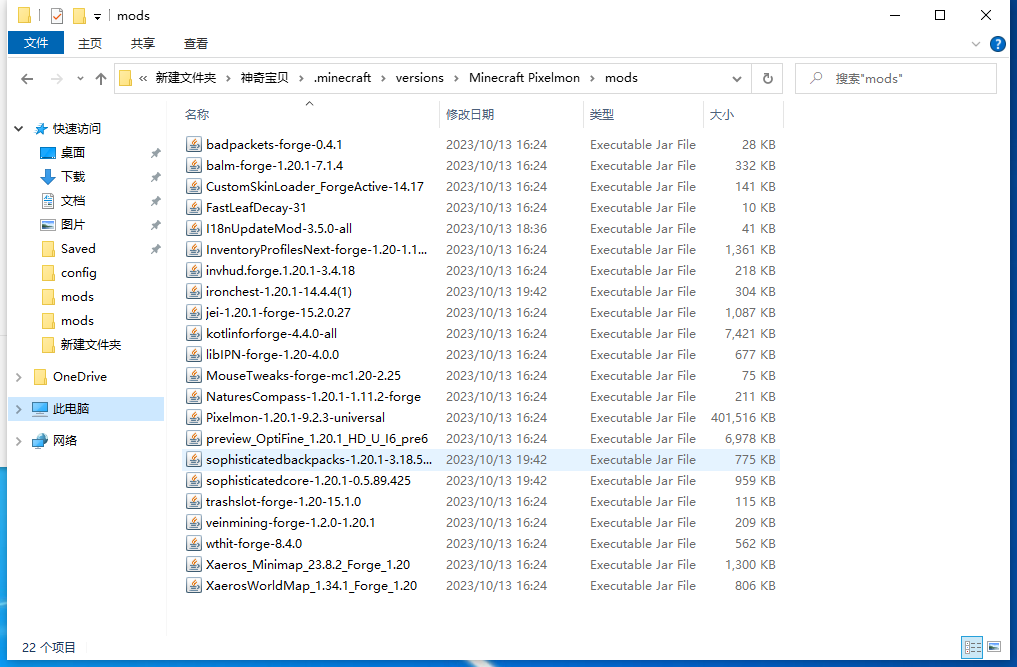 mods
文件 主页 共享 查看
« 新建文件夹 › 神奇宝贝 › .minecraft › versions › Minecraft Pixelmon › mods
搜索"mods"
快速访问
桌面
下载
文档
图片
Saved
config
mods
mods
新建文件夹
OneDrive
此电脑
网络
名称 修改日期 类型 大小
badpackets-forge-0.4.1 2023/10/13 16:24 Executable Jar File 28 KB
balm-forge-1.20.1-7.1.4 2023/10/13 16:24 Executable Jar File 332 KB
CustomSkinLoader_ForgeActive-14.17 2023/10/13 16:24 Executable Jar File 141 KB
FastLeafDecay-31 2023/10/13 16:24 Executable Jar File 10 KB
I18nUpdateMod-3.5.0-all 2023/10/13 18:36 Executable Jar File 41 KB
InventoryProfilesNext-forge-1.20-1.1... 2023/10/13 16:24 Executable Jar File 1,361 KB
invhud.forge.1.20.1-3.4.18 2023/10/13 16:24 Executable Jar File 218 KB
ironchest-1.20.1-14.4.4(1) 2023/10/13 19:42 Executable Jar File 304 KB
jei-1.20.1-forge-15.2.0.27 2023/10/13 16:24 Executable Jar File 1,087 KB
kotlinforforge-4.4.0-all 2023/10/13 16:24 Executable Jar File 7,421 KB
libIPN-forge-1.20-4.0.0 2023/10/13 16:24 Executable Jar File 677 KB
MouseTweaks-forge-mc1.20-2.25 2023/10/13 16:24 Executable Jar File 75 KB
NaturesCompass-1.20.1-1.11.2-forge 2023/10/13 16:24 Executable Jar File 211 KB
Pixelmon-1.20.1-9.2.3-universal 2023/10/13 16:24 Executable Jar File 401,516 KB
preview_OptiFine_1.20.1_HD_U_I6_pre6 2023/10/13 16:24 Executable Jar File 6,978 KB
sophisticatedbackpacks-1.20.1-3.18.5... 2023/10/13 19:42 Executable Jar File 775 KB
sophisticatedcore-1.20.1-0.5.89.425 2023/10/13 19:42 Executable Jar File 959 KB
trashslot-forge-1.20-15.1.0 2023/10/13 16:24 Executable Jar File 115 KB
veinmining-forge-1.2.0-1.20.1 2023/10/13 16:24 Executable Jar File 209 KB
wthit-forge-8.4.0 2023/10/13 16:24 Executable Jar File 562 KB
Xaeros_Minimap_23.8.2_Forge_1.20 2023/10/13 16:24 Executable Jar File 1,300 KB
XaerosWorldMap_1.34.1_Forge_1.20 2023/10/13 16:24 Executable Jar File 806 KB
22 个项目